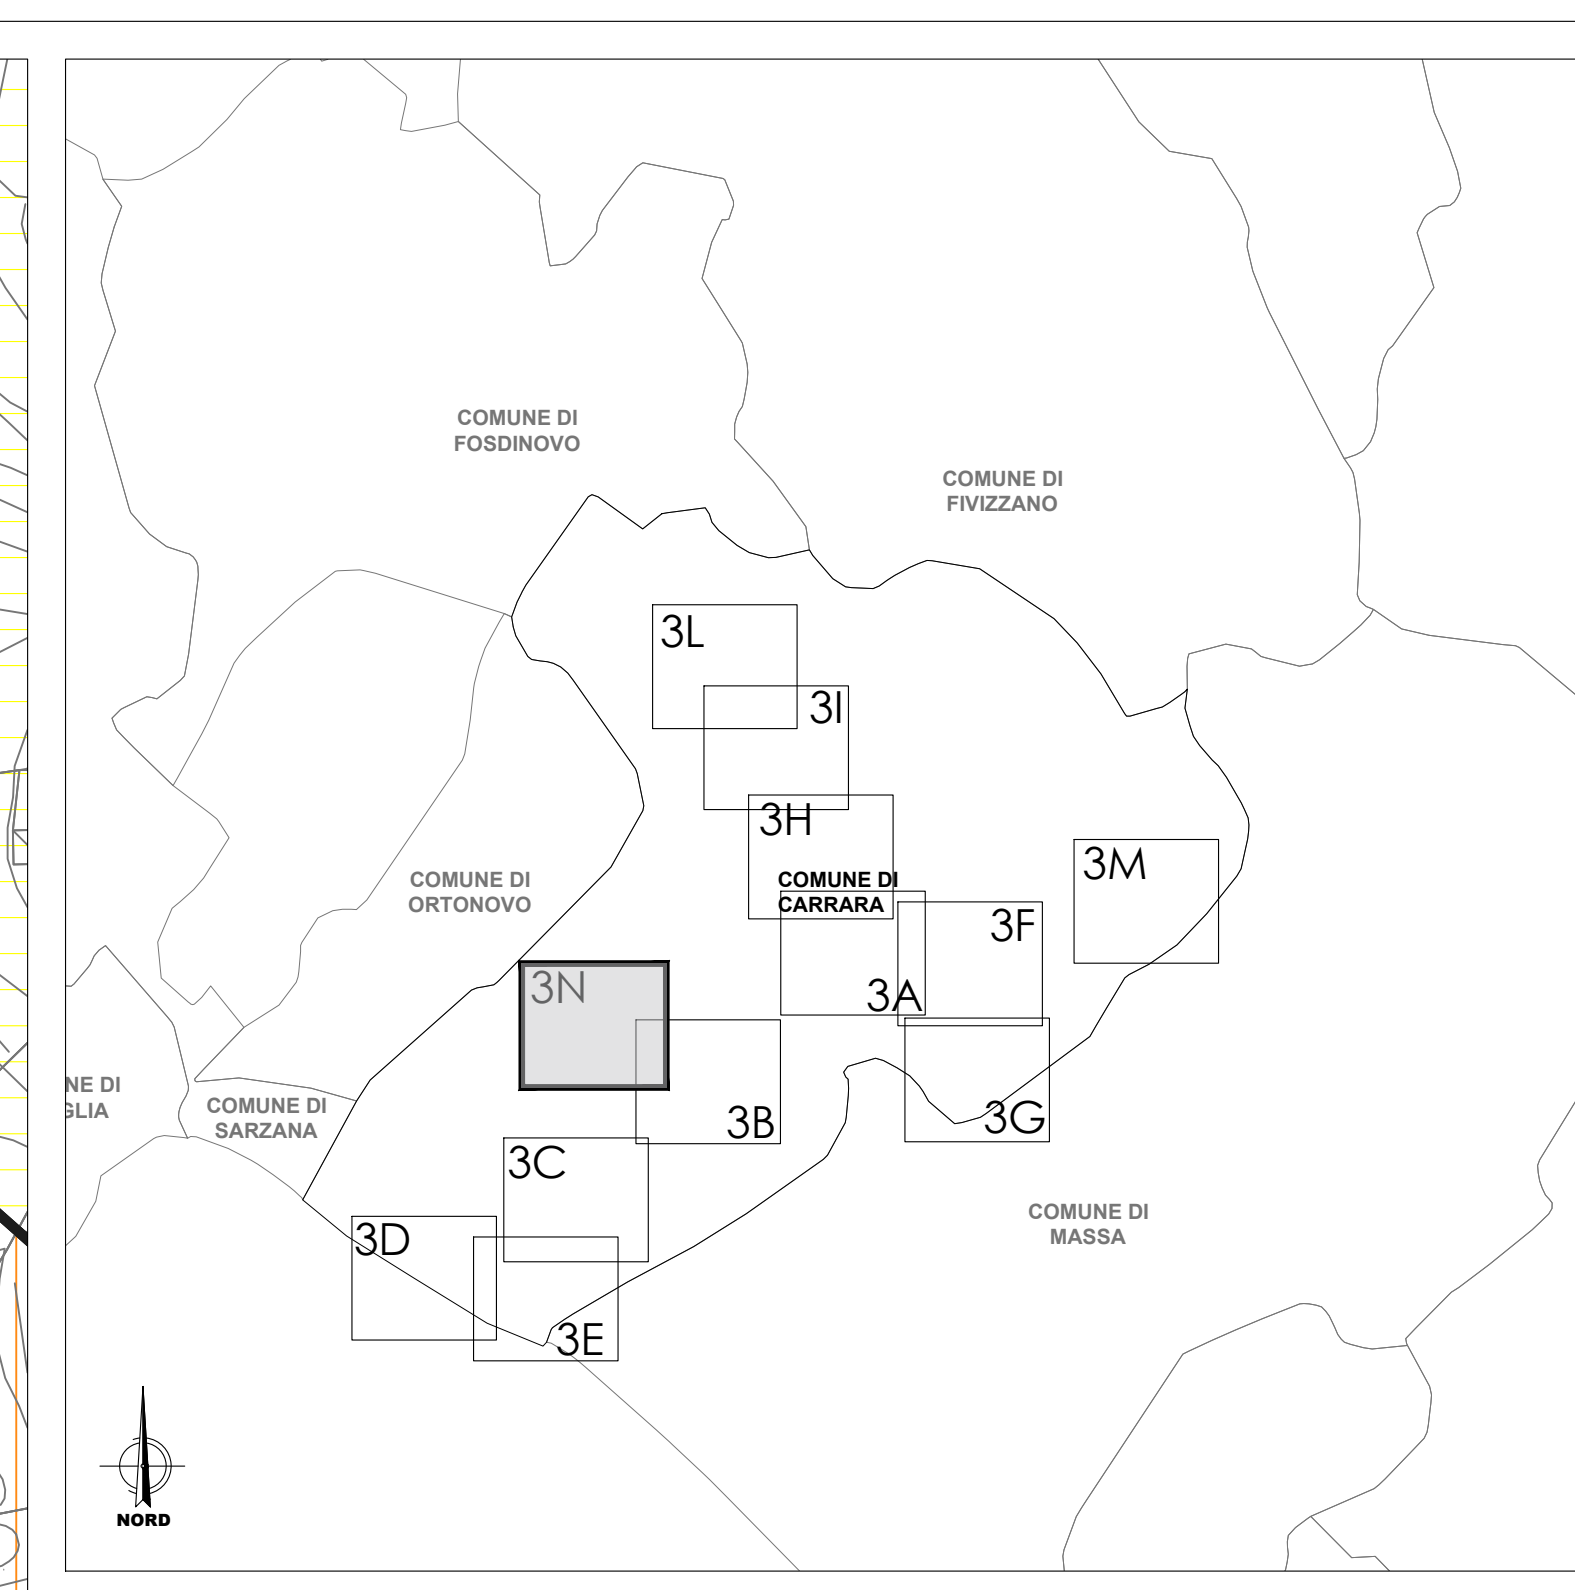 COMUNE DI
FOSDINOVO
COMUNE DI
FIVIZZANO
3L
3I
3H
3M
COMUNE DI
ORTONOVO
COMUNE DI
CARRARA
3F
3N
3A
NE DI
GLIA
COMUNE DI
SARZANA
3B
3G
3C
COMUNE DI
MASSA
3D
3E
NORD